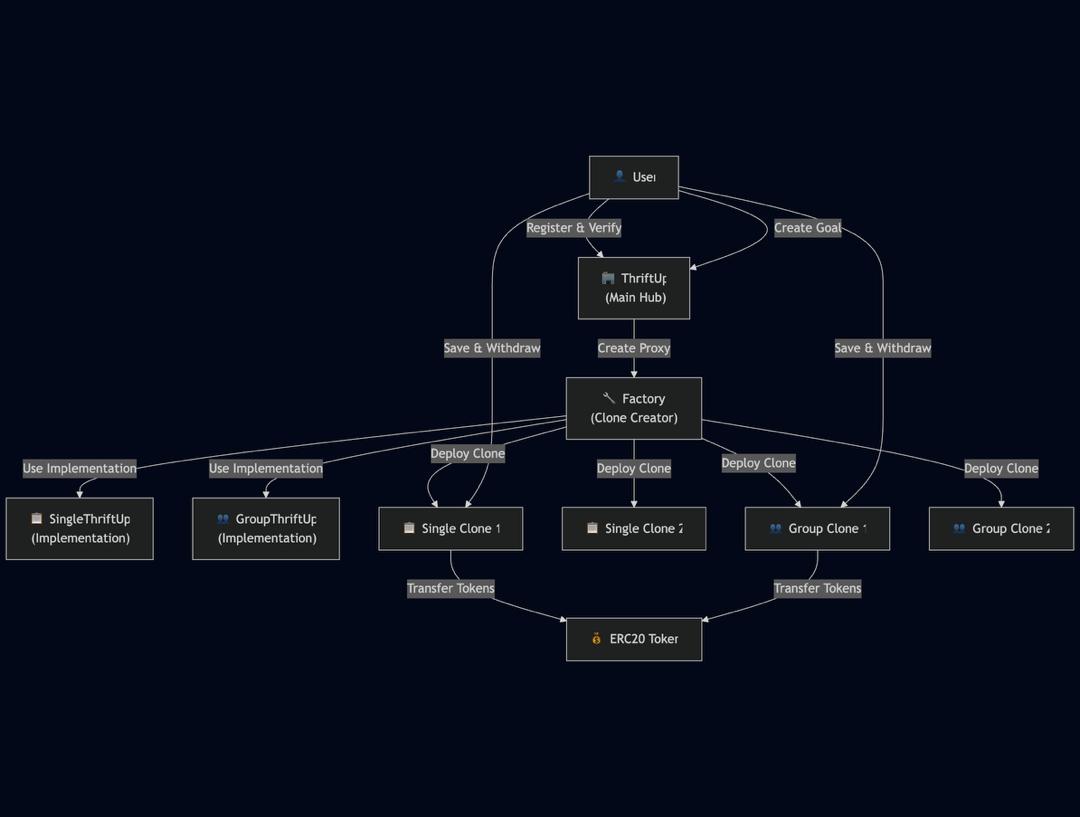 User
Register & Verify
Create Goal
ThriftUp
(Main Hub)
Save & Withdraw
Create Proxy
Save & Withdraw
Factory
(Clone Creator)
Use Implementation
Use Implementation
Deploy Clone
Deploy Clone
Deploy Clone
Deploy Clone
SingleThriftUp
(Implementation)
GroupThriftUp
(Implementation)
Single Clone 1
Single Clone 2
Group Clone 1
Group Clone 2
Transfer Tokens
Transfer Tokens
ERC20 Token